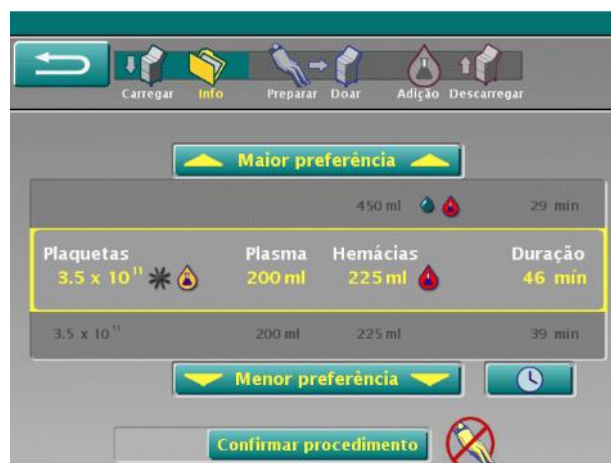 Carregar Info Preparar Doar Adição Descarregar
Maior preferência
450 ml 29 min
Plaquetas Plasma Hemácias Duração
3.5 x 10¹¹ 200 ml 225 ml 46 mín
3.5 x 10¹¹ 200 ml 225 ml 39 min
Menor preferência
Confirmar procedimento